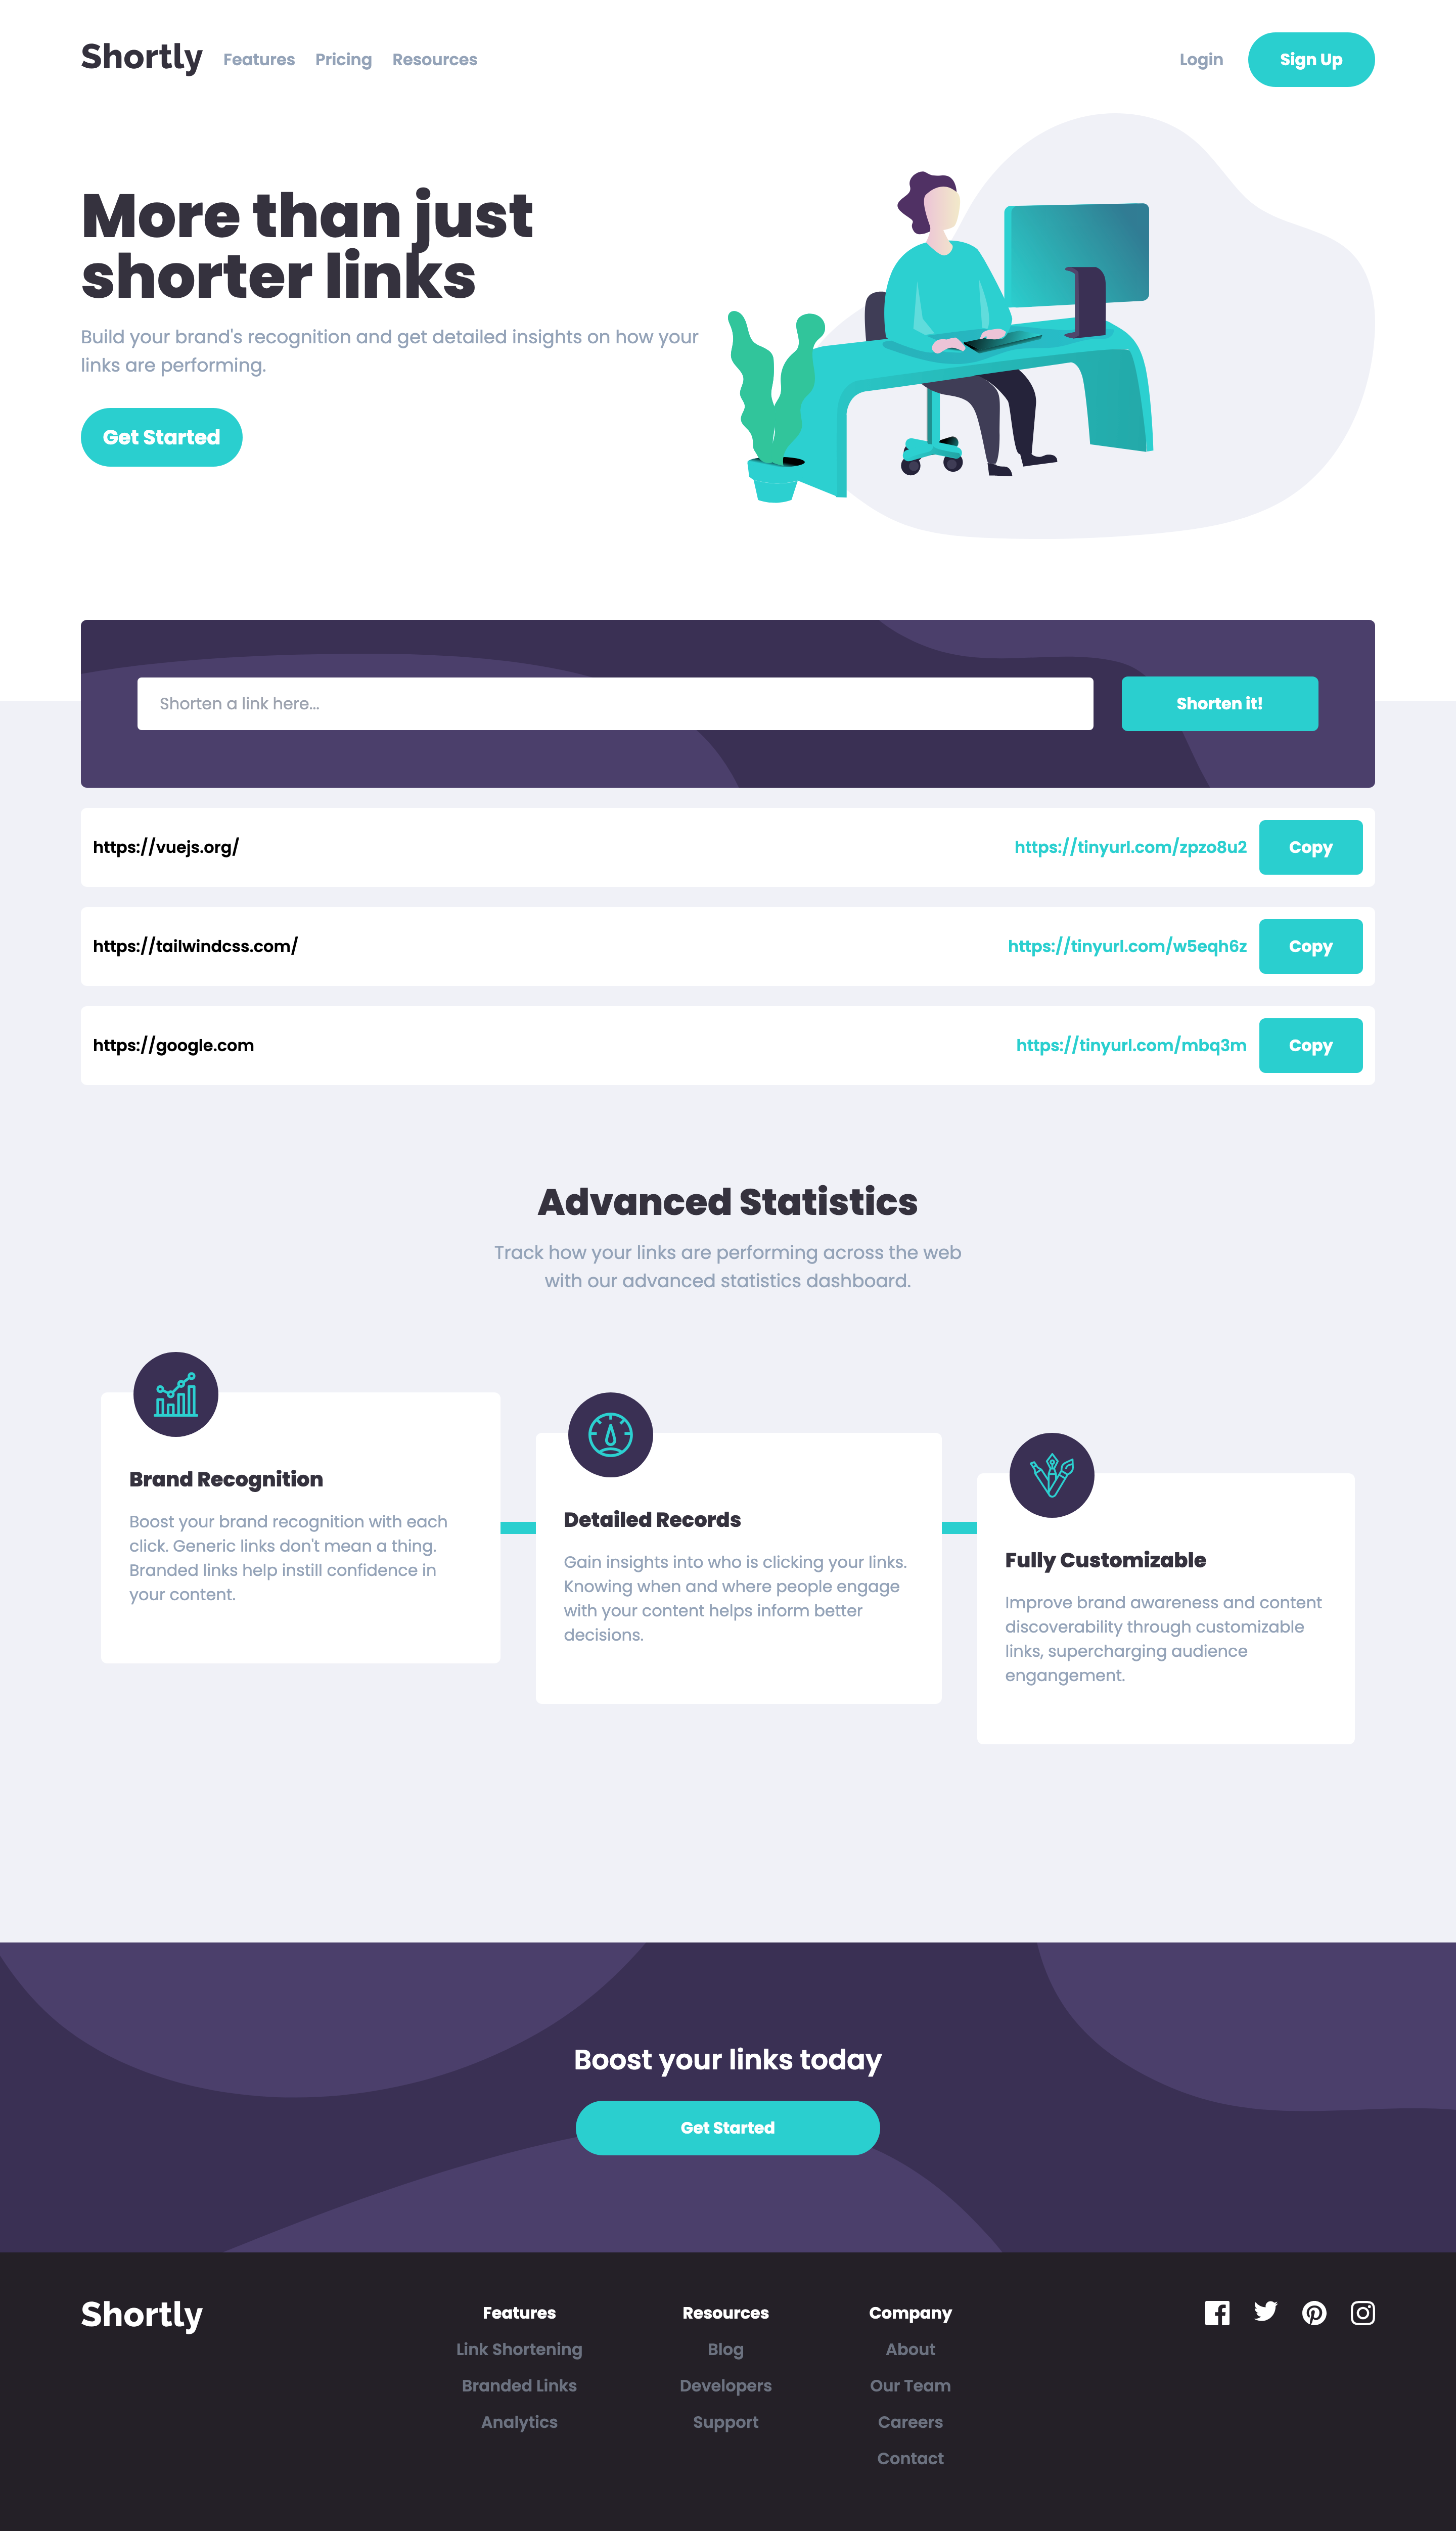 Shortly
Features
Pricing
Resources
Login
Sign Up
More than just
shorter links
Build your brand's recognition and get detailed insights on how your
links are performing.
Get Started
Shorten a link here...
Shorten it!
https://vuejs.org/
https://tinyurl.com/zpzo8u2
Copy
https://tailwindcss.com/
https://tinyurl.com/w5eqh6z
Copy
https://google.com
https://tinyurl.com/mbq3m
Copy
Advanced Statistics
Track how your links are performing across the web
with our advanced statistics dashboard.
Brand Recognition
Boost your brand recognition with each
click. Generic links don't mean a thing.
Branded links help instill confidence in
your content.
Detailed Records
Gain insights into who is clicking your links.
Knowing when and where people engage
with your content helps inform better
decisions.
Fully Customizable
Improve brand awareness and content
discoverability through customizable
links, supercharging audience
engangement.
Boost your links today
Get Started
Shortly
Features
Link Shortening
Branded Links
Analytics
Resources
Blog
Developers
Support
Company
About
Our Team
Careers
Contact